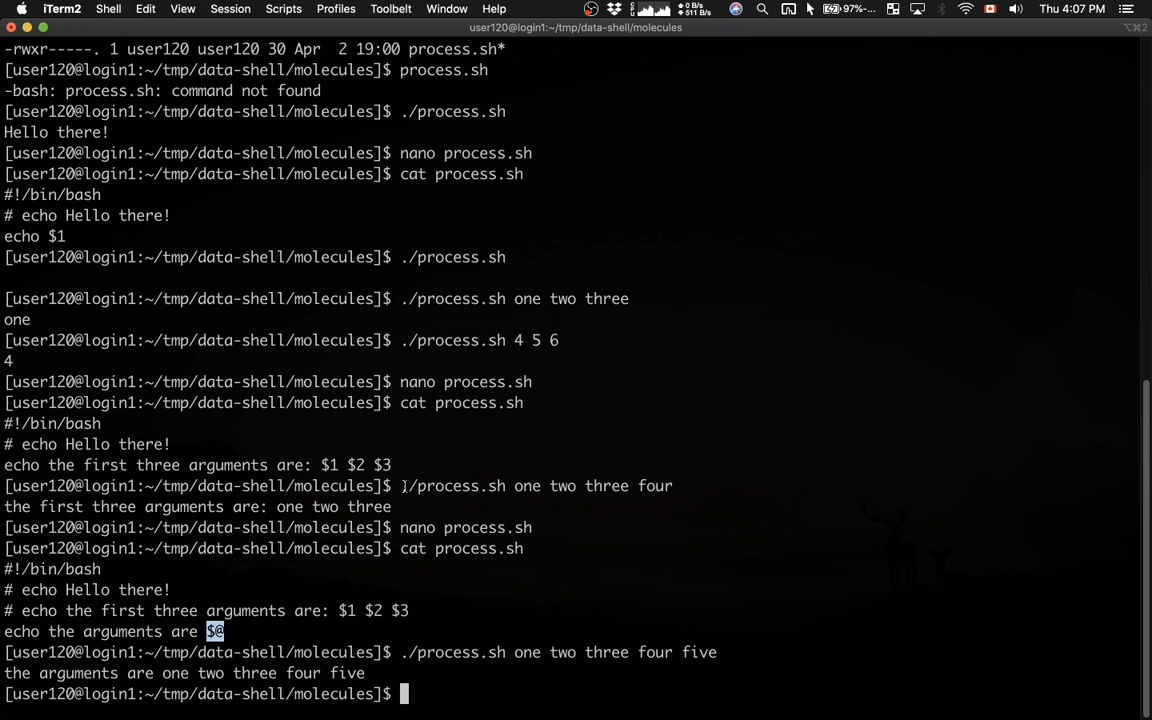 iTerm2 Shell Edit View Session Scripts Profiles Toolbelt Window Help 0 B/s 511 B/s 97%-... Thu 4:07 PM
user120@login1:~/tmp/data-shell/molecules ⌥⌘2
-rwxr-----. 1 user120 user120 30 Apr  2 19:00 process.sh*
[user120@login1:~/tmp/data-shell/molecules]$ process.sh
-bash: process.sh: command not found
[user120@login1:~/tmp/data-shell/molecules]$ ./process.sh
Hello there!
[user120@login1:~/tmp/data-shell/molecules]$ nano process.sh
[user120@login1:~/tmp/data-shell/molecules]$ cat process.sh
#!/bin/bash
# echo Hello there!
echo $1
[user120@login1:~/tmp/data-shell/molecules]$ ./process.sh
[user120@login1:~/tmp/data-shell/molecules]$ ./process.sh one two three
one
[user120@login1:~/tmp/data-shell/molecules]$ ./process.sh 4 5 6
4
[user120@login1:~/tmp/data-shell/molecules]$ nano process.sh
[user120@login1:~/tmp/data-shell/molecules]$ cat process.sh
#!/bin/bash
# echo Hello there!
echo the first three arguments are: $1 $2 $3
[user120@login1:~/tmp/data-shell/molecules]$ ./process.sh one two three four
the first three arguments are: one two three
[user120@login1:~/tmp/data-shell/molecules]$ nano process.sh
[user120@login1:~/tmp/data-shell/molecules]$ cat process.sh
#!/bin/bash
# echo Hello there!
# echo the first three arguments are: $1 $2 $3
echo the arguments are $@
[user120@login1:~/tmp/data-shell/molecules]$ ./process.sh one two three four five
the arguments are one two three four five
[user120@login1:~/tmp/data-shell/molecules]$